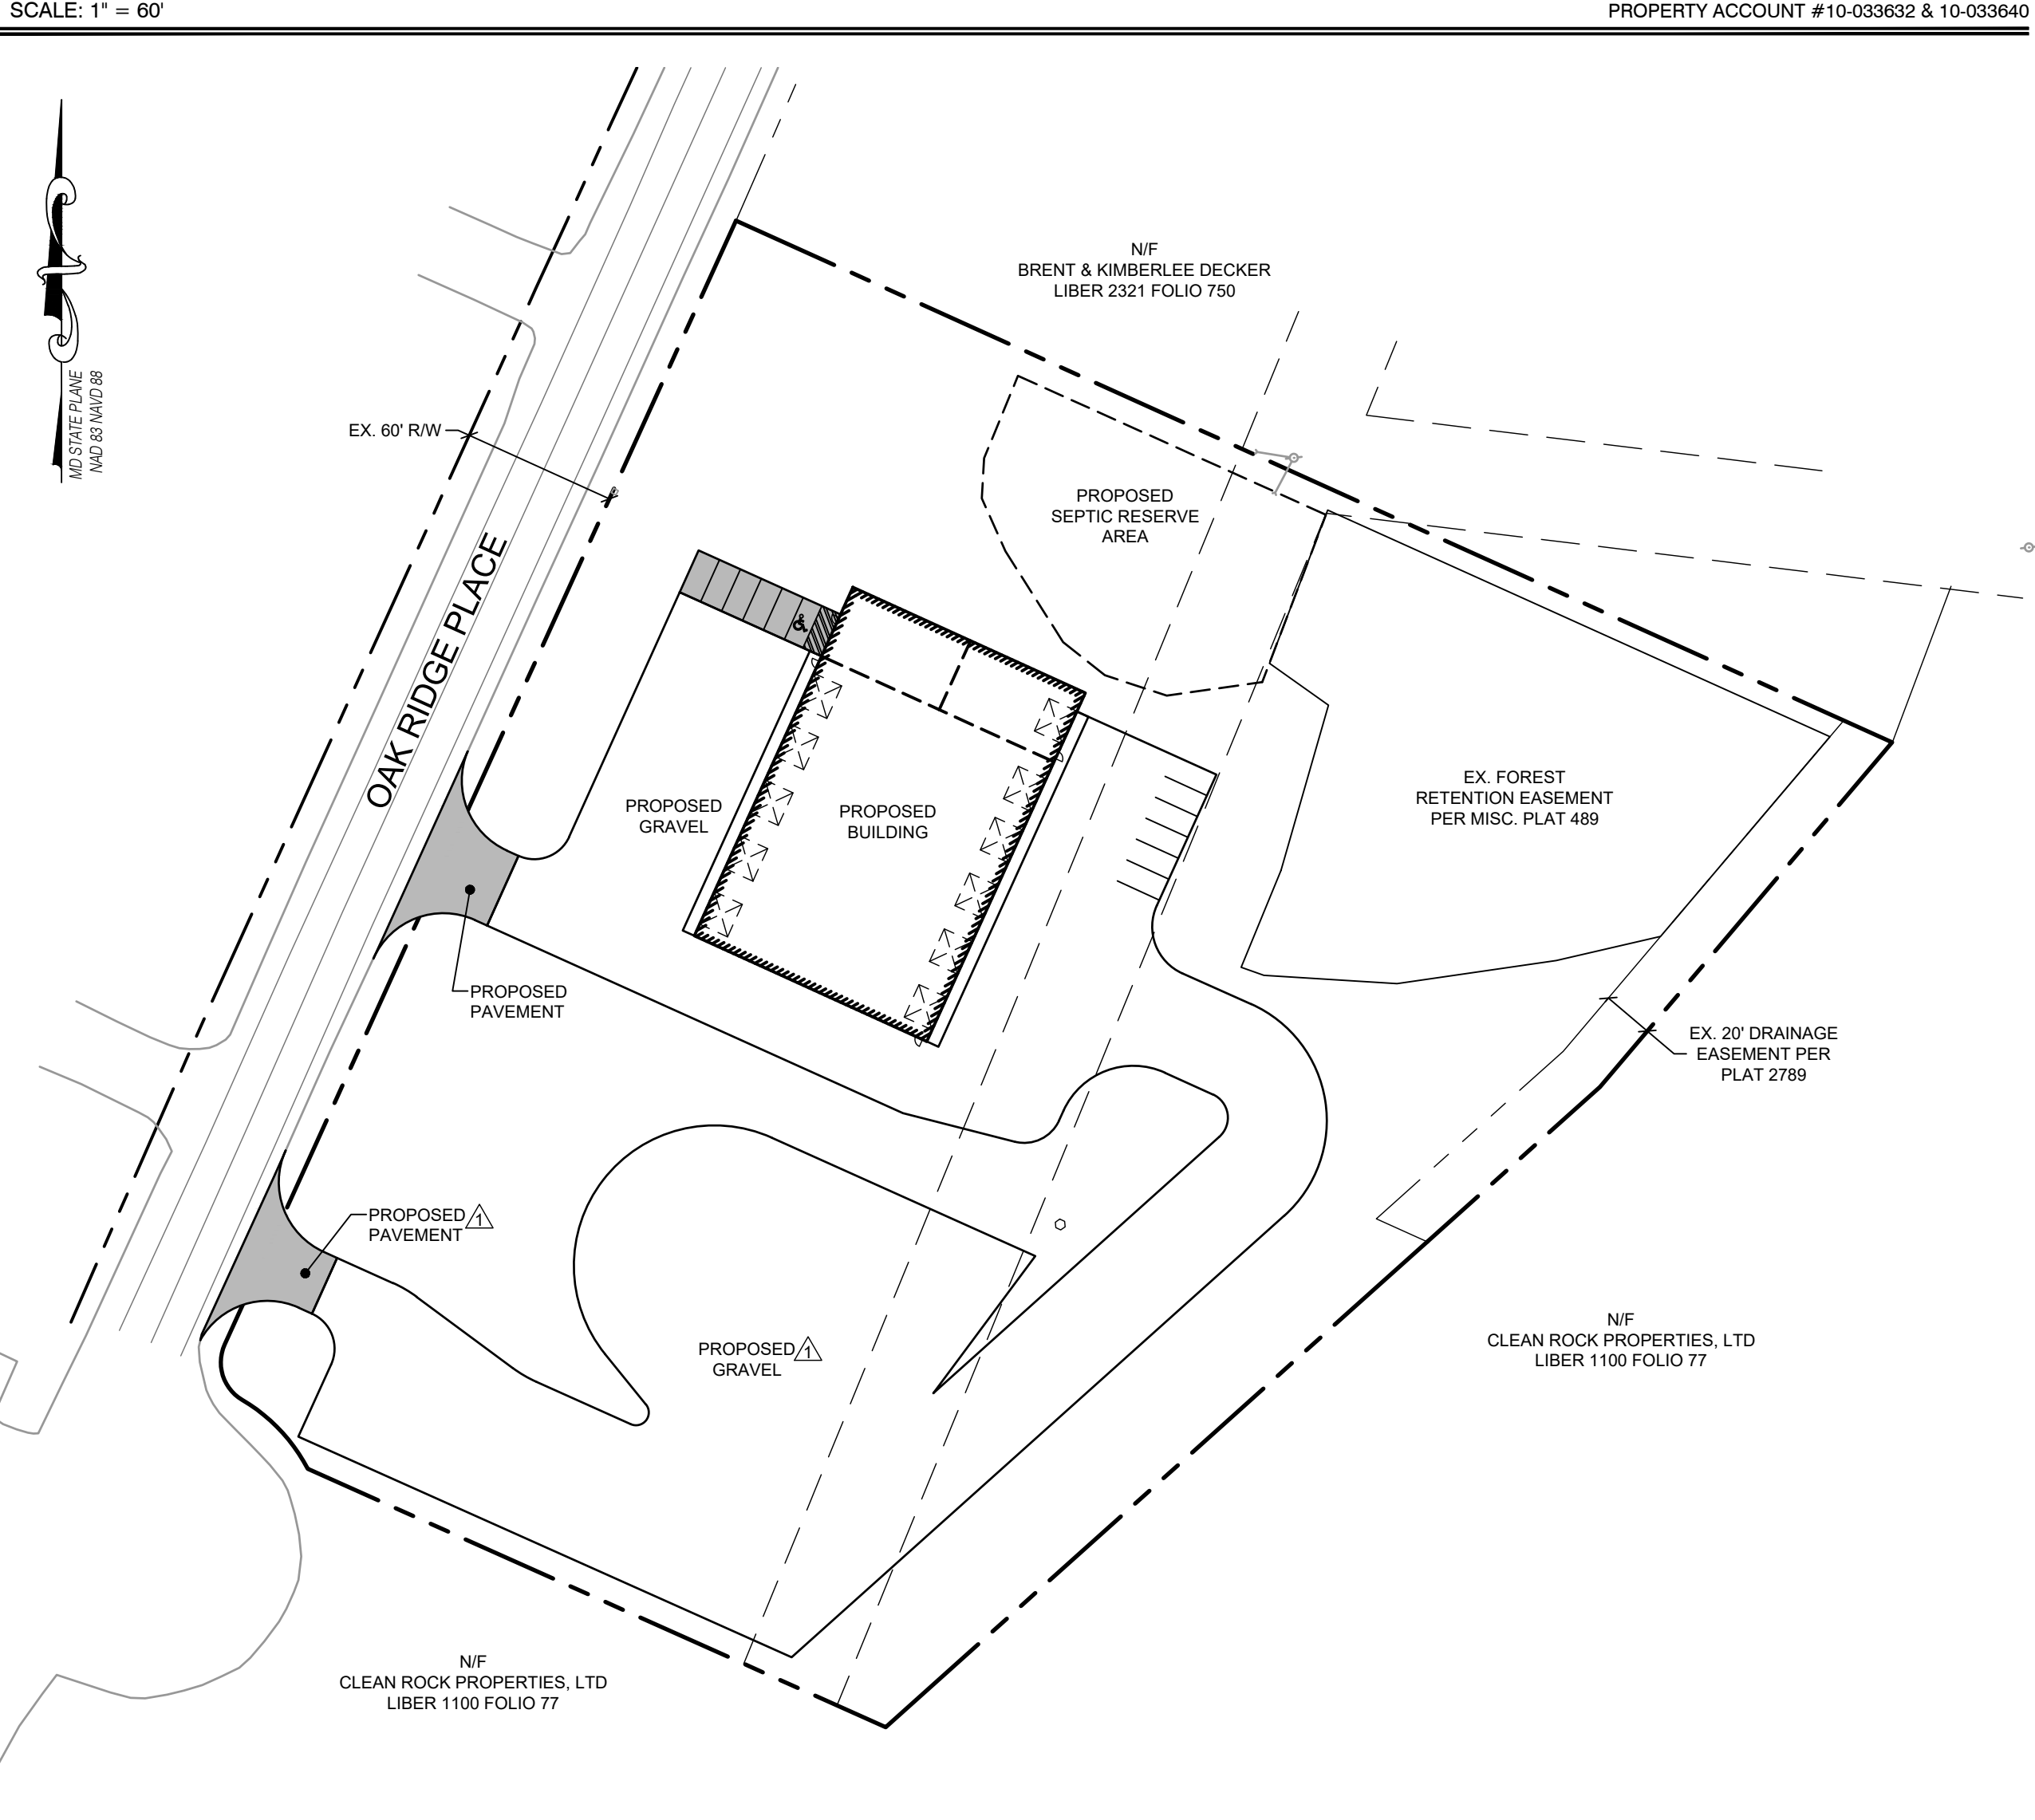 SCALE: 1" = 60'
PROPERTY ACCOUNT #10-033632 & 10-033640
MD STATE PLANE
NAD 83 NAVD 88
N/F
BRENT & KIMBERLEE DECKER
LIBER 2321 FOLIO 750
EX. 60' R/W
PROPOSED
SEPTIC RESERVE
AREA
OAK RIDGE PLACE
PROPOSED
GRAVEL
PROPOSED
BUILDING
EX. FOREST
RETENTION EASEMENT
PER MISC. PLAT 489
PROPOSED
PAVEMENT
EX. 20' DRAINAGE
EASEMENT PER
PLAT 2789
PROPOSED 1
PAVEMENT
PROPOSED 1
GRAVEL
N/F
CLEAN ROCK PROPERTIES, LTD
LIBER 1100 FOLIO 77
N/F
CLEAN ROCK PROPERTIES, LTD
LIBER 1100 FOLIO 77